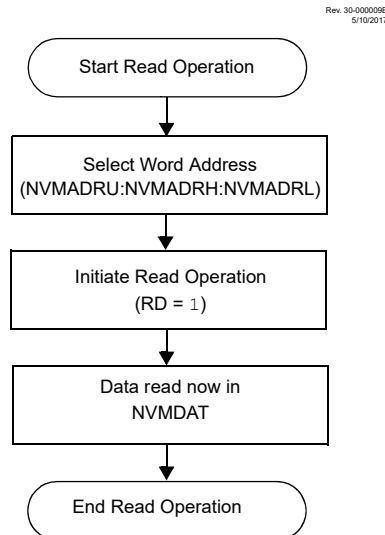 Rev. 30-000009B
5/10/2017
Start Read Operation
Select Word Address
(NVMADRU:NVMADRH:NVMADRL)
Initiate Read Operation
(RD = 1)
Data read now in
NVMDAT
End Read Operation